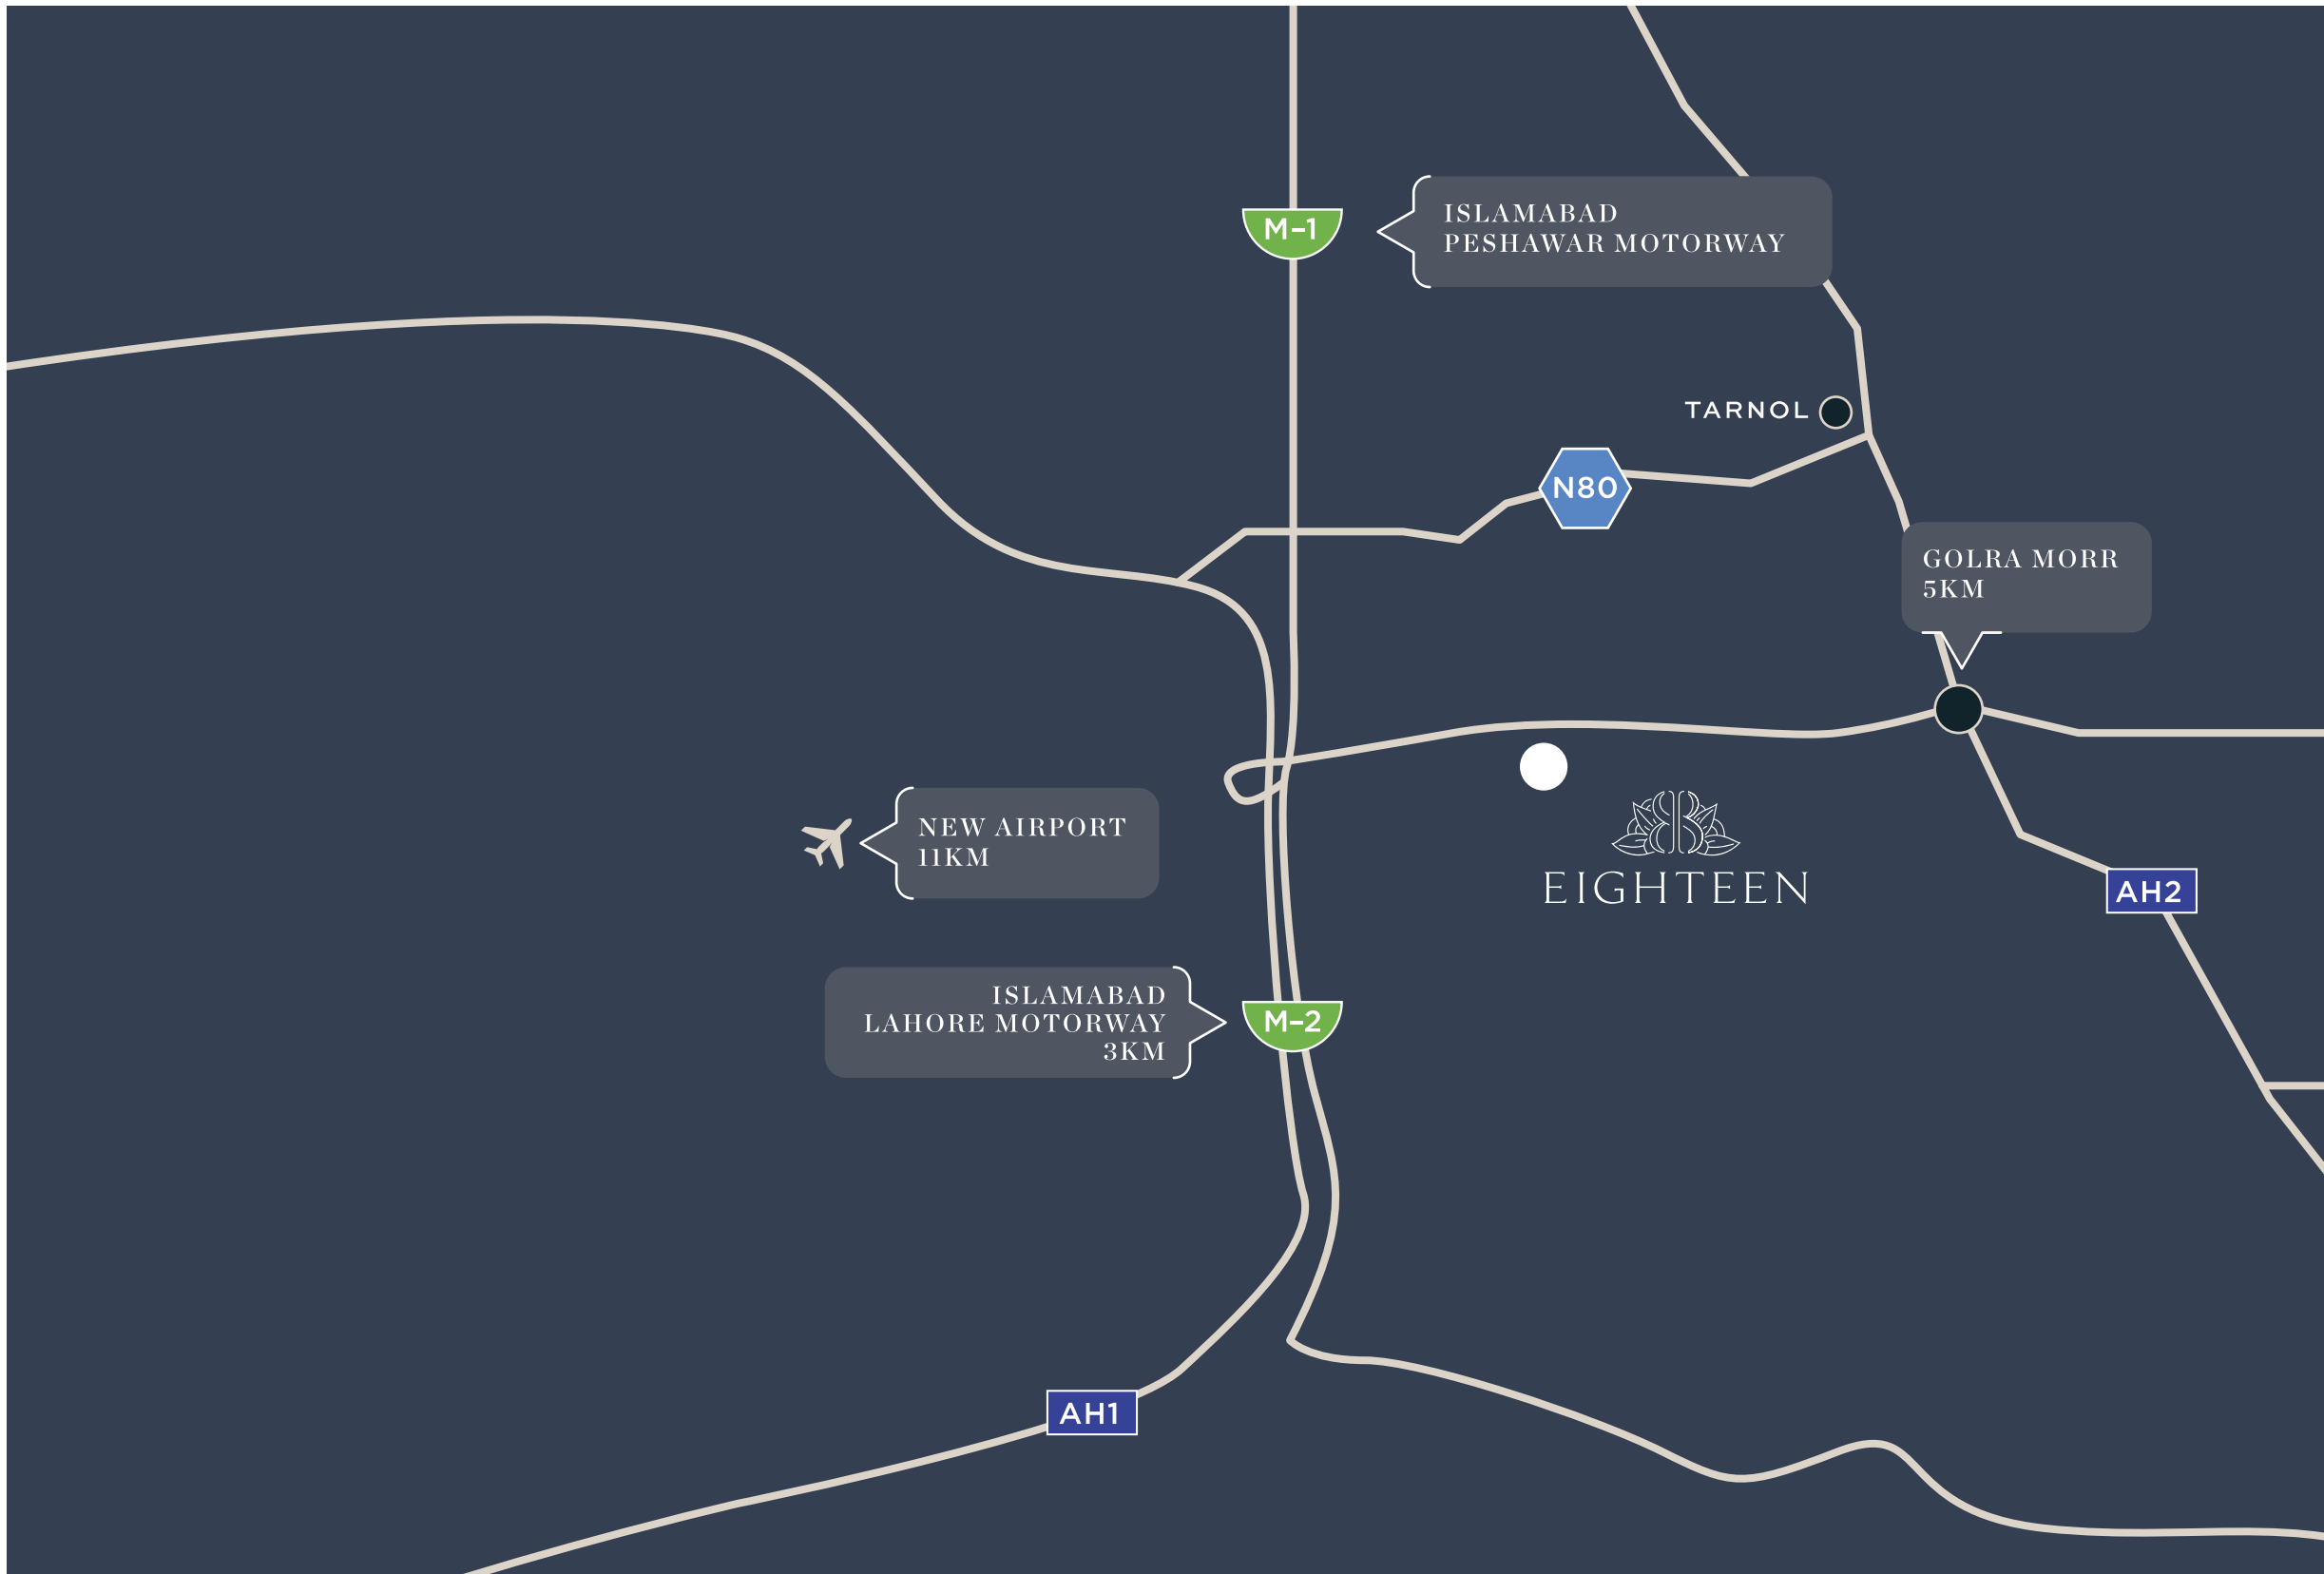 M-1
ISLAMABAD
PESHAWAR MOTORWAY
TARNOL
N80
GOLRA MORR
5KM
NEW AIRPORT
11KM
EIGHTEEN
AH2
ISLAMABAD
LAHORE MOTORWAY
3KM
M-2
AH1